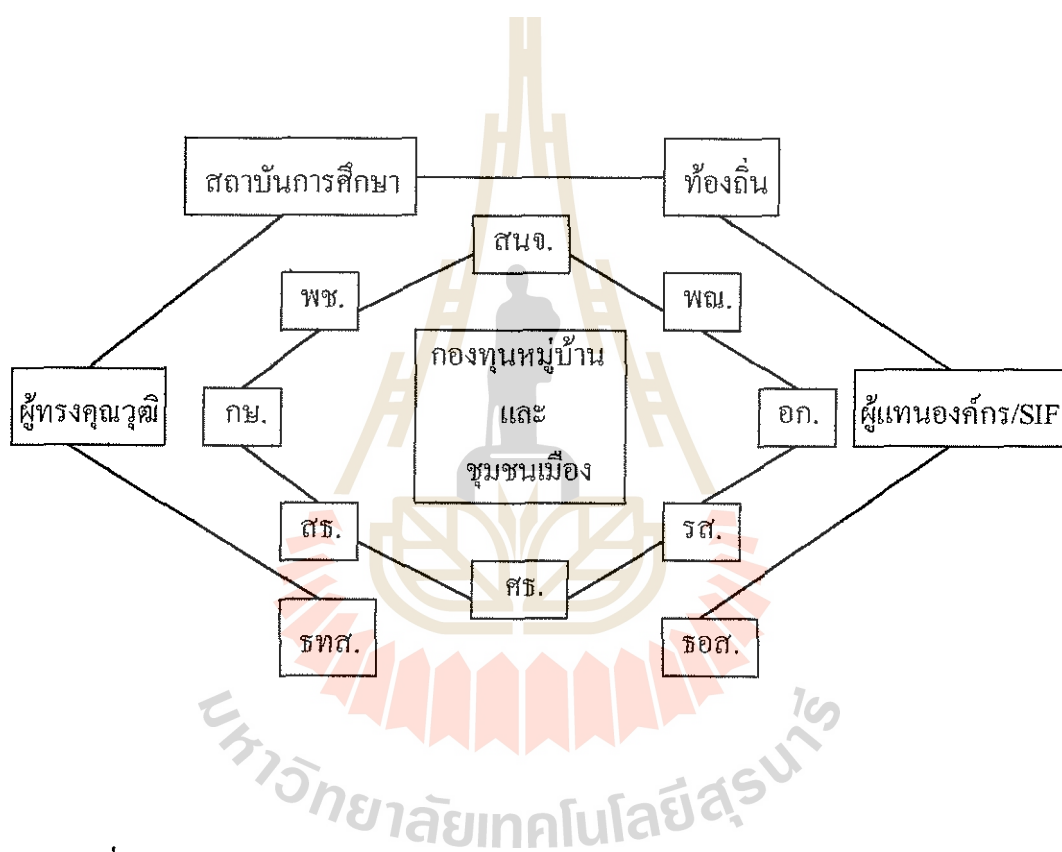 สถาบันการศึกษา
ท้องถิ่น
สนจ.
พช.
พณ.
กองทุนหมู่บ้าน
และ
ชุมชนเมือง
ผู้ทรงคุณวุฒิ
กษ.
อก.
ผู้แทนองค์กร/SIF
สธ.
รส.
ศธ.
ธทส.
ธอส.
มหาวิทยาลัยเทคโนโลยีสุรนารี